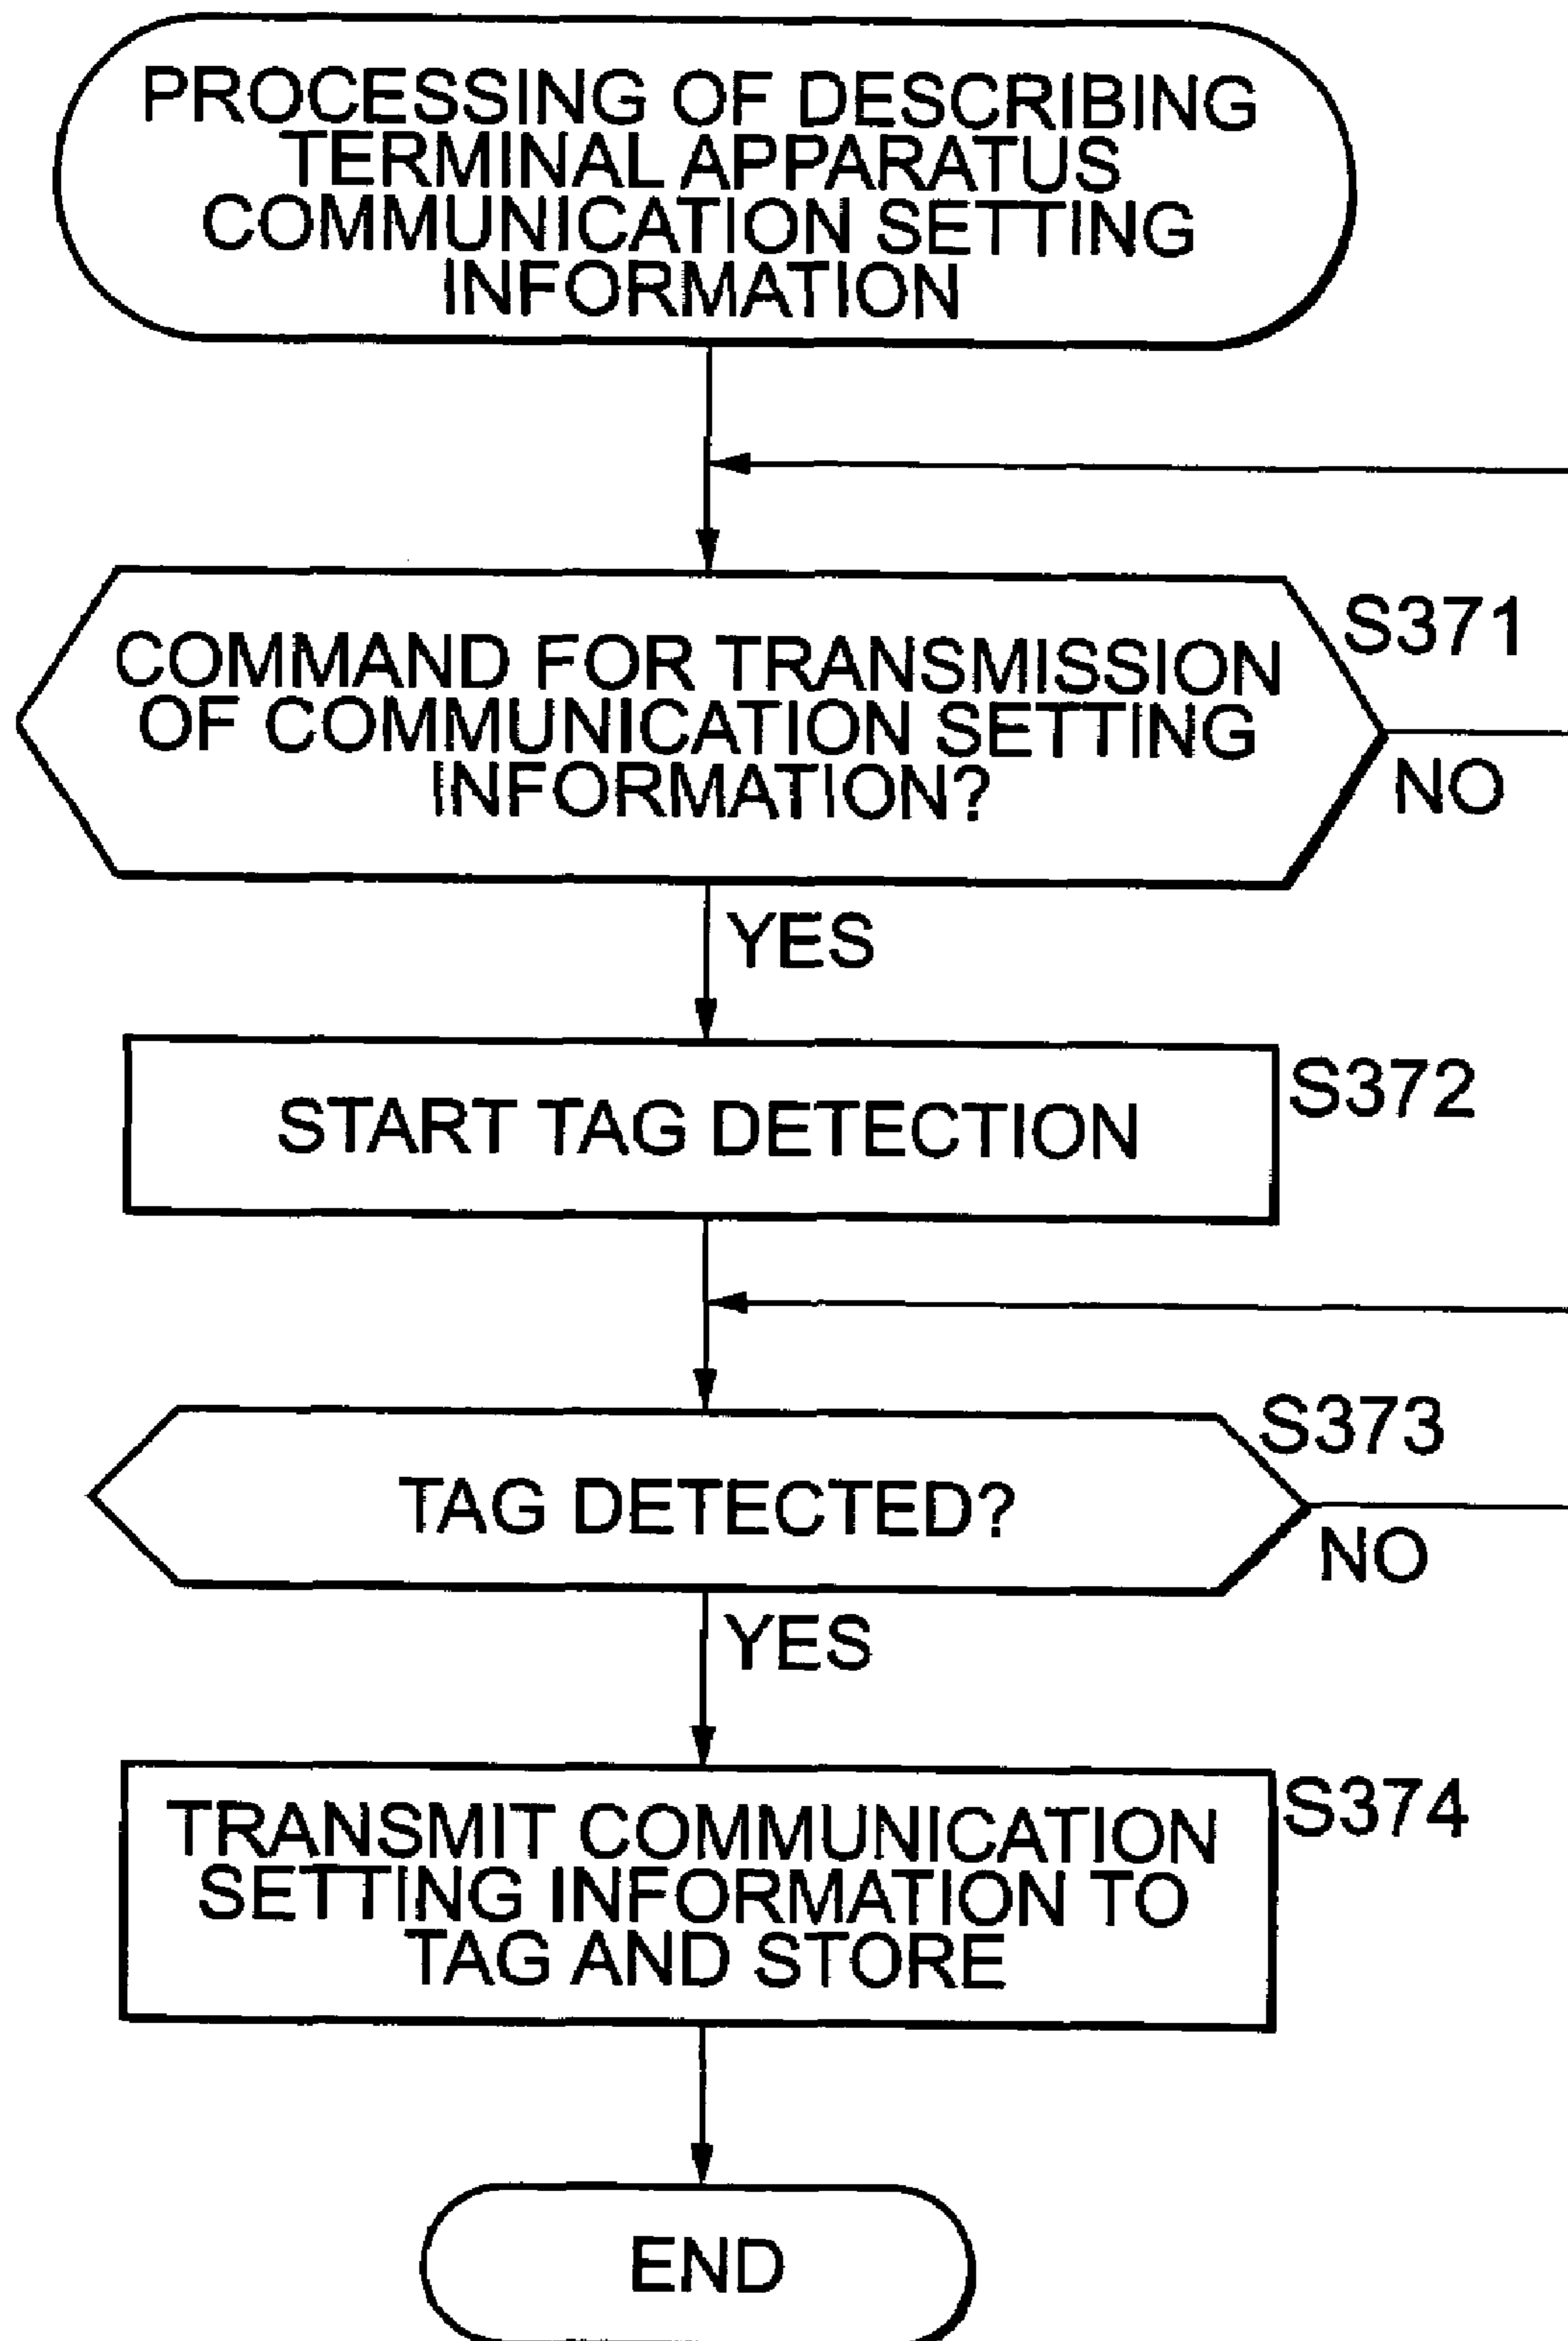 PROCESSING OF DESCRIBING
TERMINAL APPARATUS
COMMUNICATION SETTING
INFORMATION
S371
COMMAND FOR TRANSMISSION
OF COMMUNICATION SETTING
INFORMATION?
NO
YES
S372
START TAG DETECTION
S373
TAG DETECTED?
NO
YES
S374
TRANSMIT COMMUNICATION
SETTING INFORMATION TO
TAG AND STORE
END